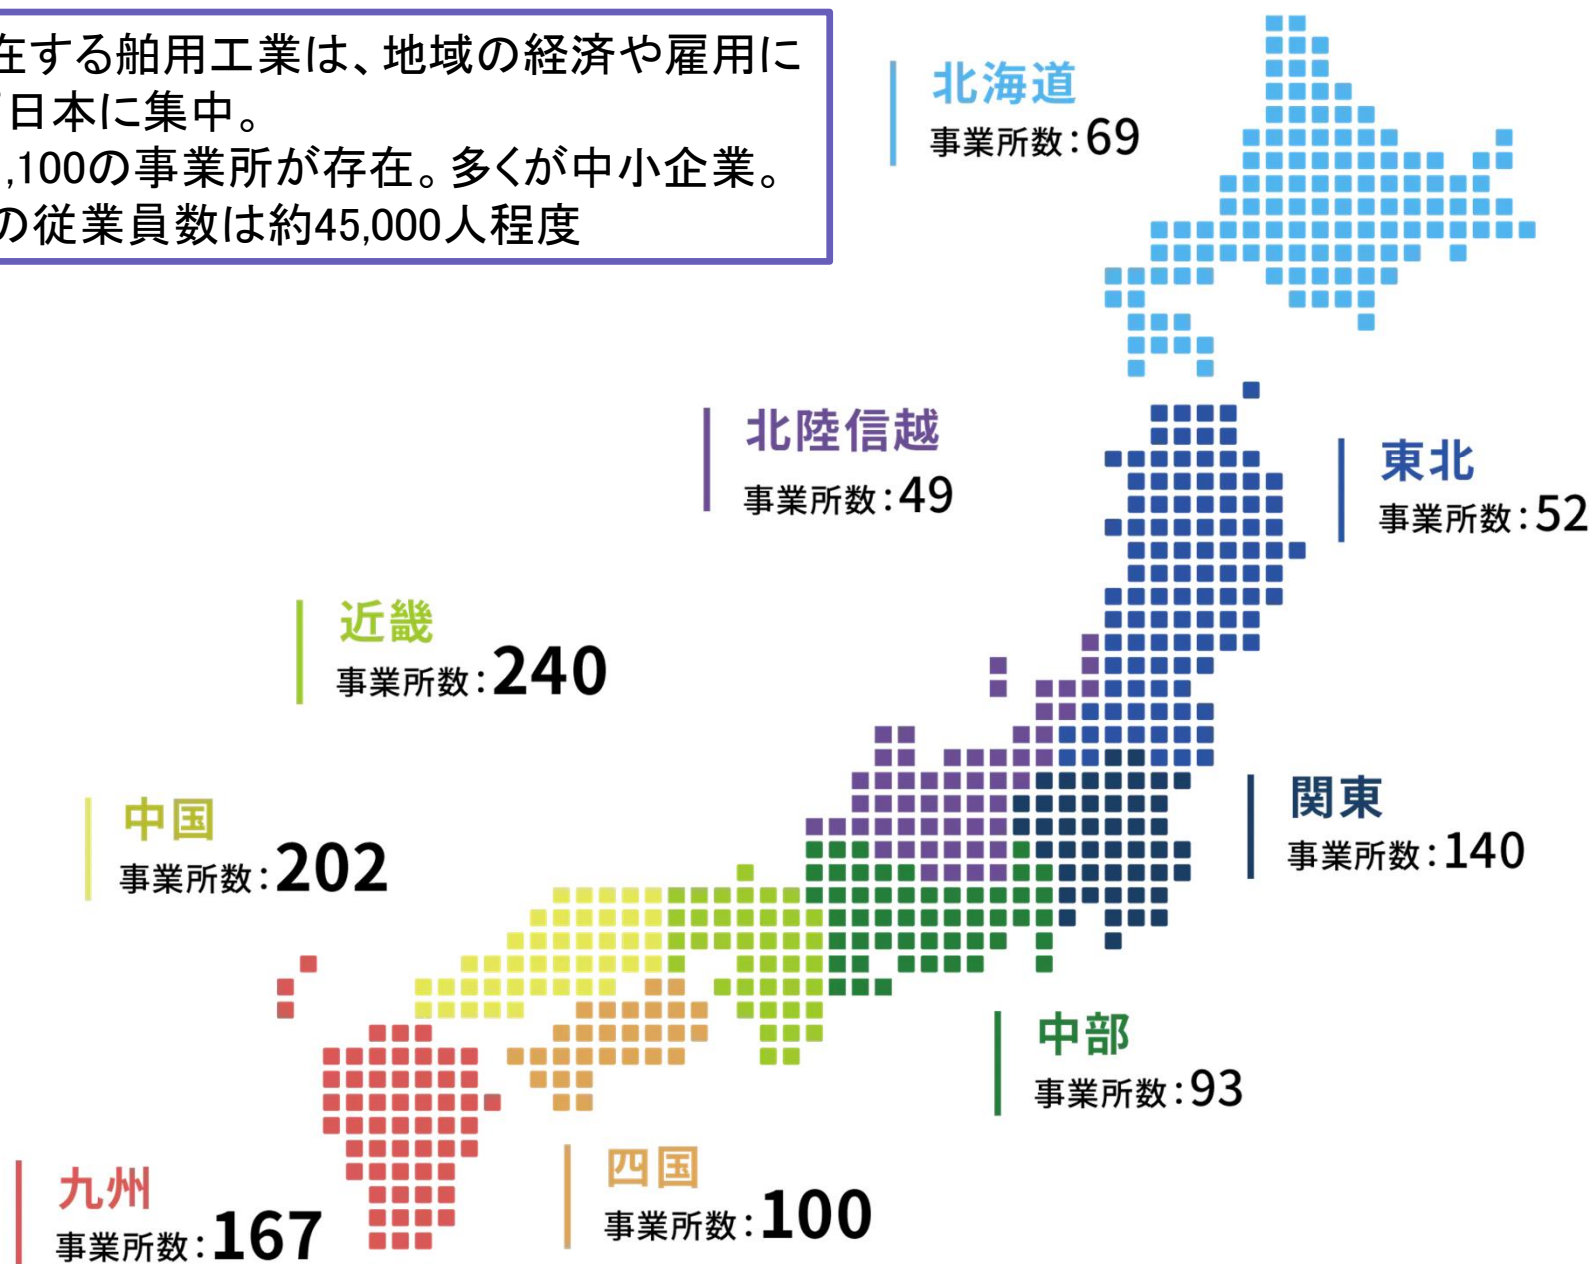 在する舶用工業は、地域の経済や雇用に
日本に集中。
,100の事業所が存在。多くが中小企業。
の従業員数は約45,000人程度
北海道
事業所数：69
北陸信越
事業所数：49
東北
事業所数：52
近畿
事業所数：240
中国
事業所数：202
関東
事業所数：140
中部
事業所数：93
四国
事業所数：100
九州
事業所数：167